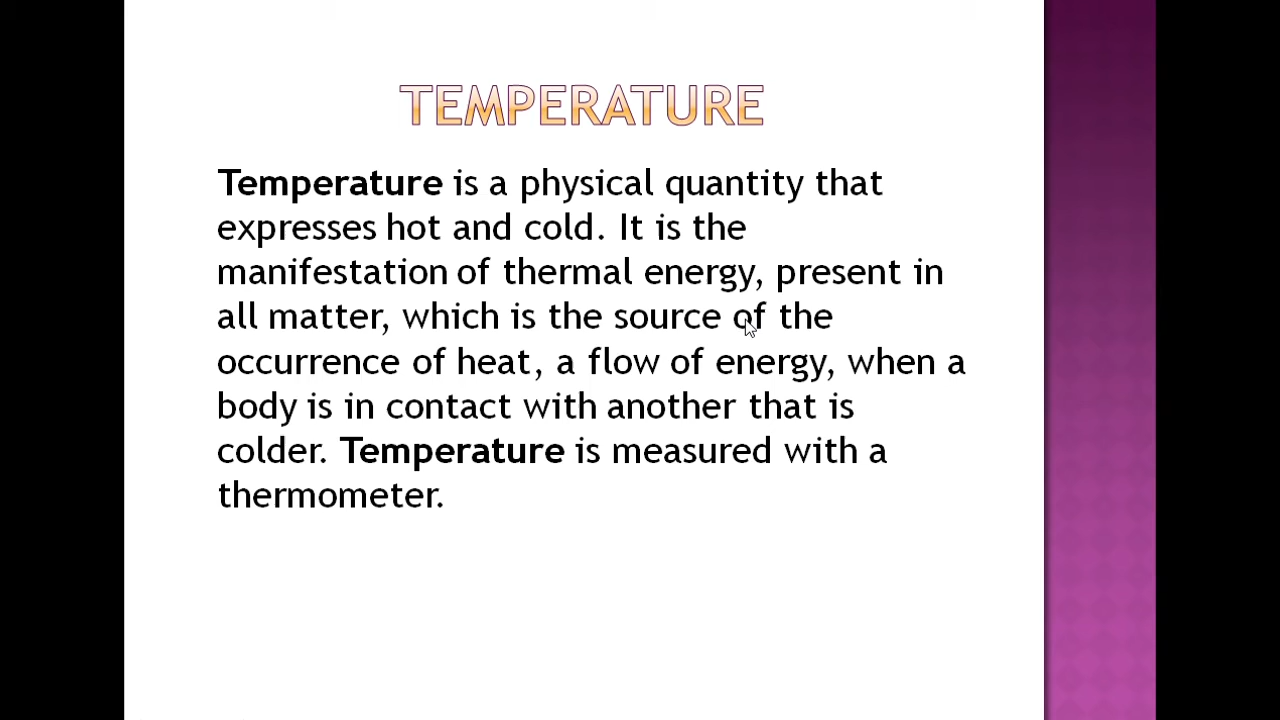 TEMPERATURE
Temperature is a physical quantity that
expresses hot and cold. It is the
manifestation of thermal energy, present in
all matter, which is the source of the
occurrence of heat, a flow of energy, when a
body is in contact with another that is
colder. Temperature is measured with a
thermometer.